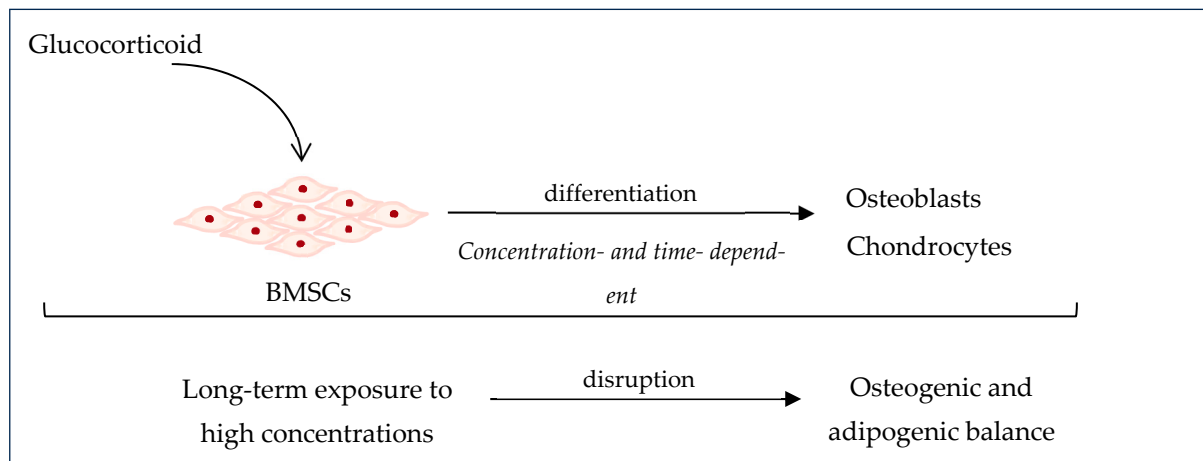 Glucocorticoid
differentiation
Osteoblasts
Concentration- and time- depend-
ent
Chondrocytes
BMSCs
Long-term exposure to
high concentrations
disruption
Osteogenic and
adipogenic balance